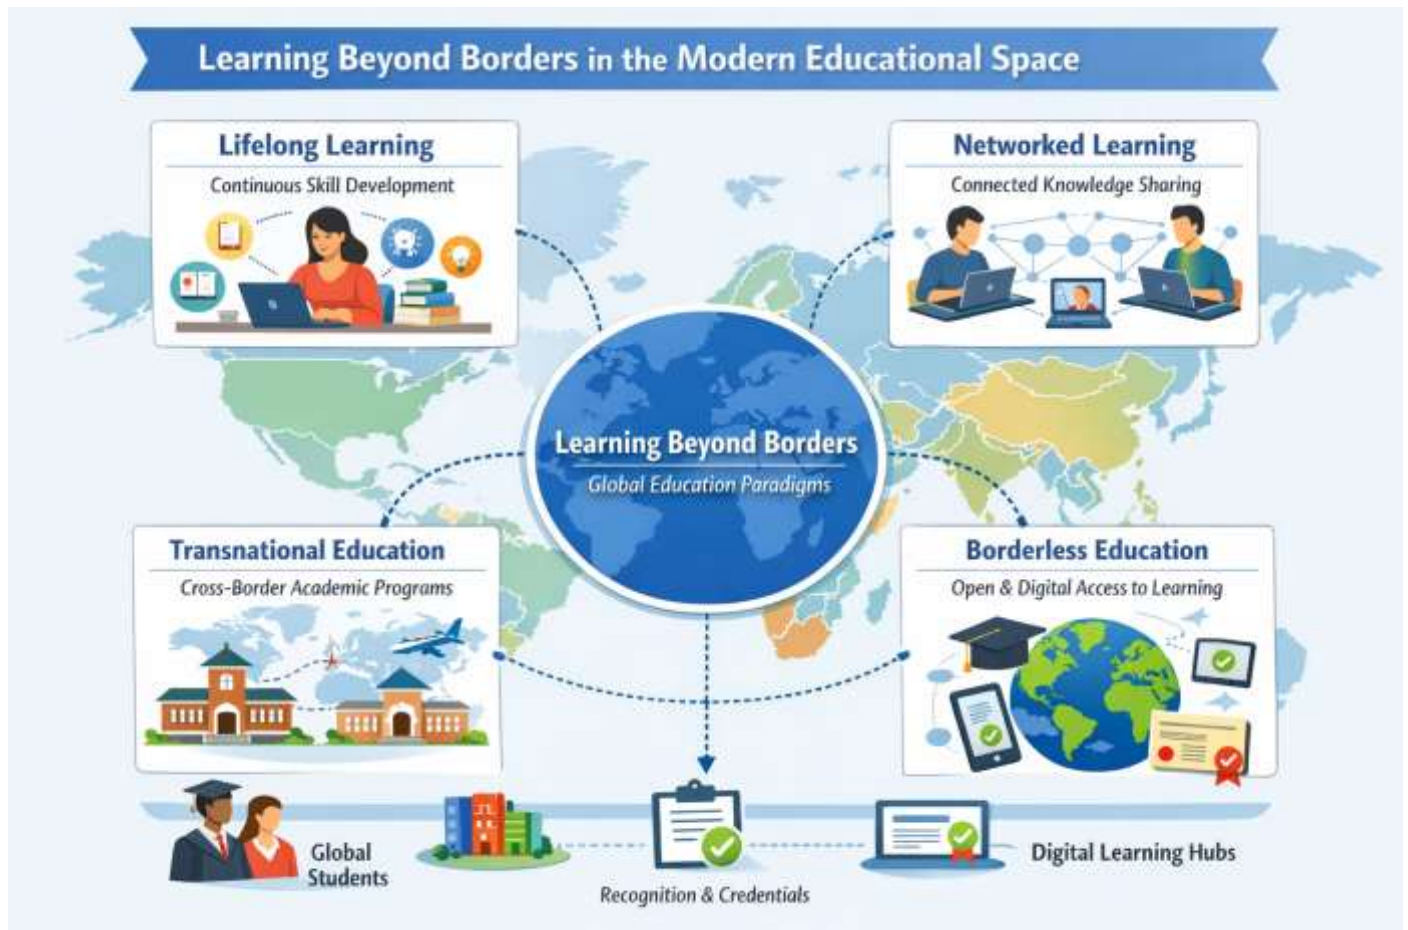 Learning Beyond Borders in the Modern Educational Space
Lifelong Learning
Continuous Skill Development
Networked Learning
Connected Knowledge Sharing
Learning Beyond Borders
Global Education Paradigms
Transnational Education
Cross-Border Academic Programs
Borderless Education
Open & Digital Access to Learning
Global
Students
Recognition & Credentials
Digital Learning Hubs